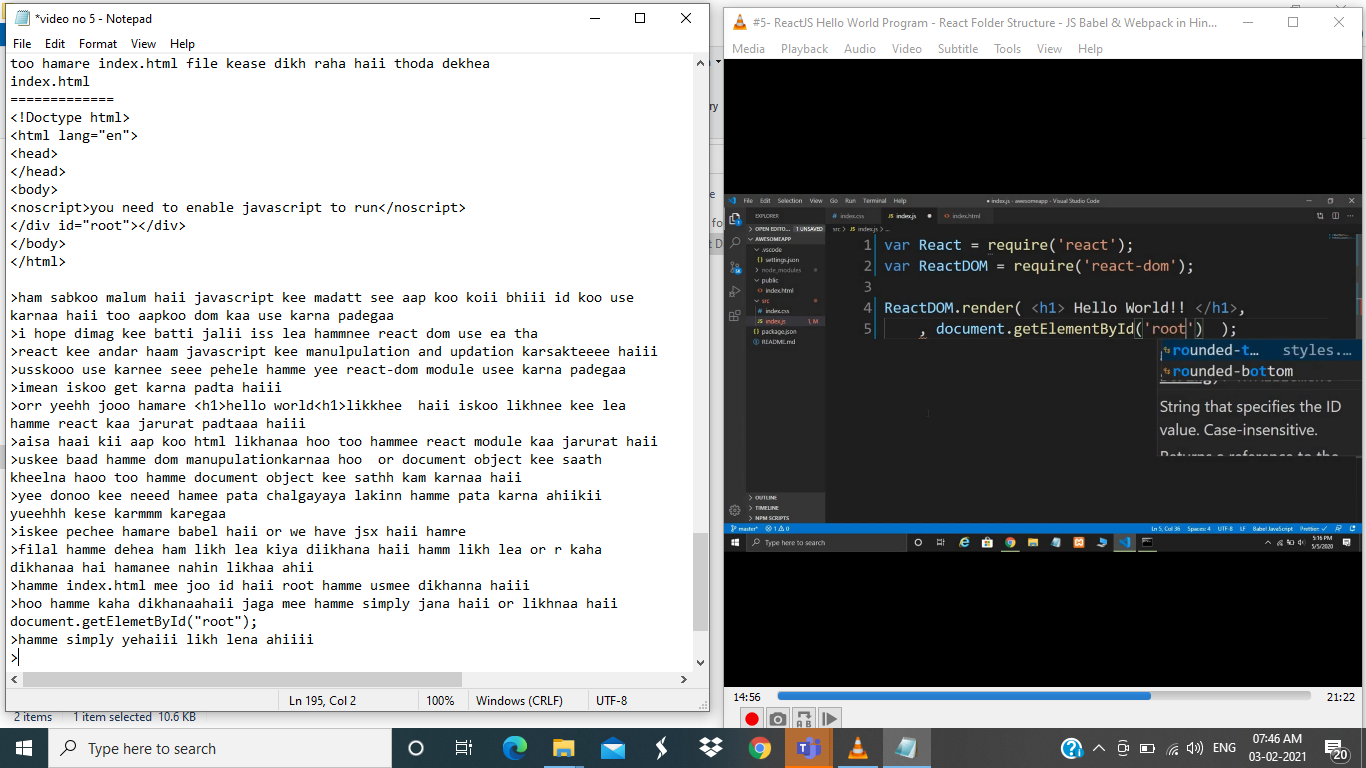 *video no 5 - Notepad
File Edit Format View Help
too hamare index.html file kease dikh raha haii thoda dekhea
index.html
=============
<!Doctype html>
<html lang="en">
<head>
</head>
<body>
<noscript>you need to enable javascript to run</noscript>
</div id="root"></div>
</body>
</html>
>ham sabkoo malum haii javascript kee madatt see aap koo koii bhiii id koo use
karnaa haii too aapkoo dom kaa use karna padegaa
>i hope dimag kee batti jalii iss lea hammnee react dom use ea tha
>react kee andar haam javascript kee manulpulation and updation karsakteeee haiii
>usskooo use karnee seee pehele hamme yee react-dom module usee karna padegaa
>imean iskoo get karna padta haiii
>orr yeehh jooo hamare <h1>hello world<h1>likkhee  haii iskoo likhnee kee lea
hamme react kaa jarurat padtaaa haiii
>aisa haai kii aap koo html likhanaa hoo too hammee react module kaa jarurat haii
>uskee baad hamme dom manupulationkarnaa hoo  or document object kee saath
kheelna haoo too hamme document object kee sathh kam karnaa haii
>yee donoo kee neeed hamee pata chalgayaya lakinn hamme pata karna ahiikii
yueehhh kese karmmm karegaa
>iskee pechee hamare babel haii or we have jsx haii hamre
>filal hamme dehea ham likh lea kiya diikhana haii hamm likh lea or r kaha
dikhanaa hai hamanee nahin likhaa ahii
>hamme index.html mee joo id haii root hamme usmee dikhanna haiii
>hoo hamme kaha dikhanaahaii jaga mee hamme simply jana haii or likhnaa haii
document.getElemetById("root");
>hamme simply yehaiii likh lena ahiiii
>
Ln 195, Col 2 100% Windows (CRLF) UTF-8
2 items 1 item selected 10.6 KB
#5- ReactJS Hello World Program - React Folder Structure - JS Babel & Webpack in Hin...
Media Playback Audio Video Subtitle Tools View Help
File Edit Selection View Go Run Terminal Help
● index.js - awesomeapp - Visual Studio Code
EXPLORER
# index.css JS index.js ● index.html
OPEN EDITO... 1 UNSAVED
src > JS index.js > ...
AWESOMEAPP
.vscode
settings.json
node_modules
public
index.html
src
index.css
index.js 1, M
package.json
README.md
OUTLINE
TIMELINE
NPM SCRIPTS
1 var React = require('react');
2 var ReactDOM = require('react-dom');
3
4 ReactDOM.render( <h1> Hello World!! </h1>,
5 , document.getElementById('root')  );
rounded-t… styles.…
rounded-bottom
String that specifies the ID
value. Case-insensitive.
master* 1 0 Ln 5, Col 36 Spaces: 4 UTF-8 LF Babel JavaScript Prettier: ✓
Type here to search
5:16 PM
5/5/2020
14:56 21:22
Type here to search
ENG
07:46 AM
03-02-2021
20